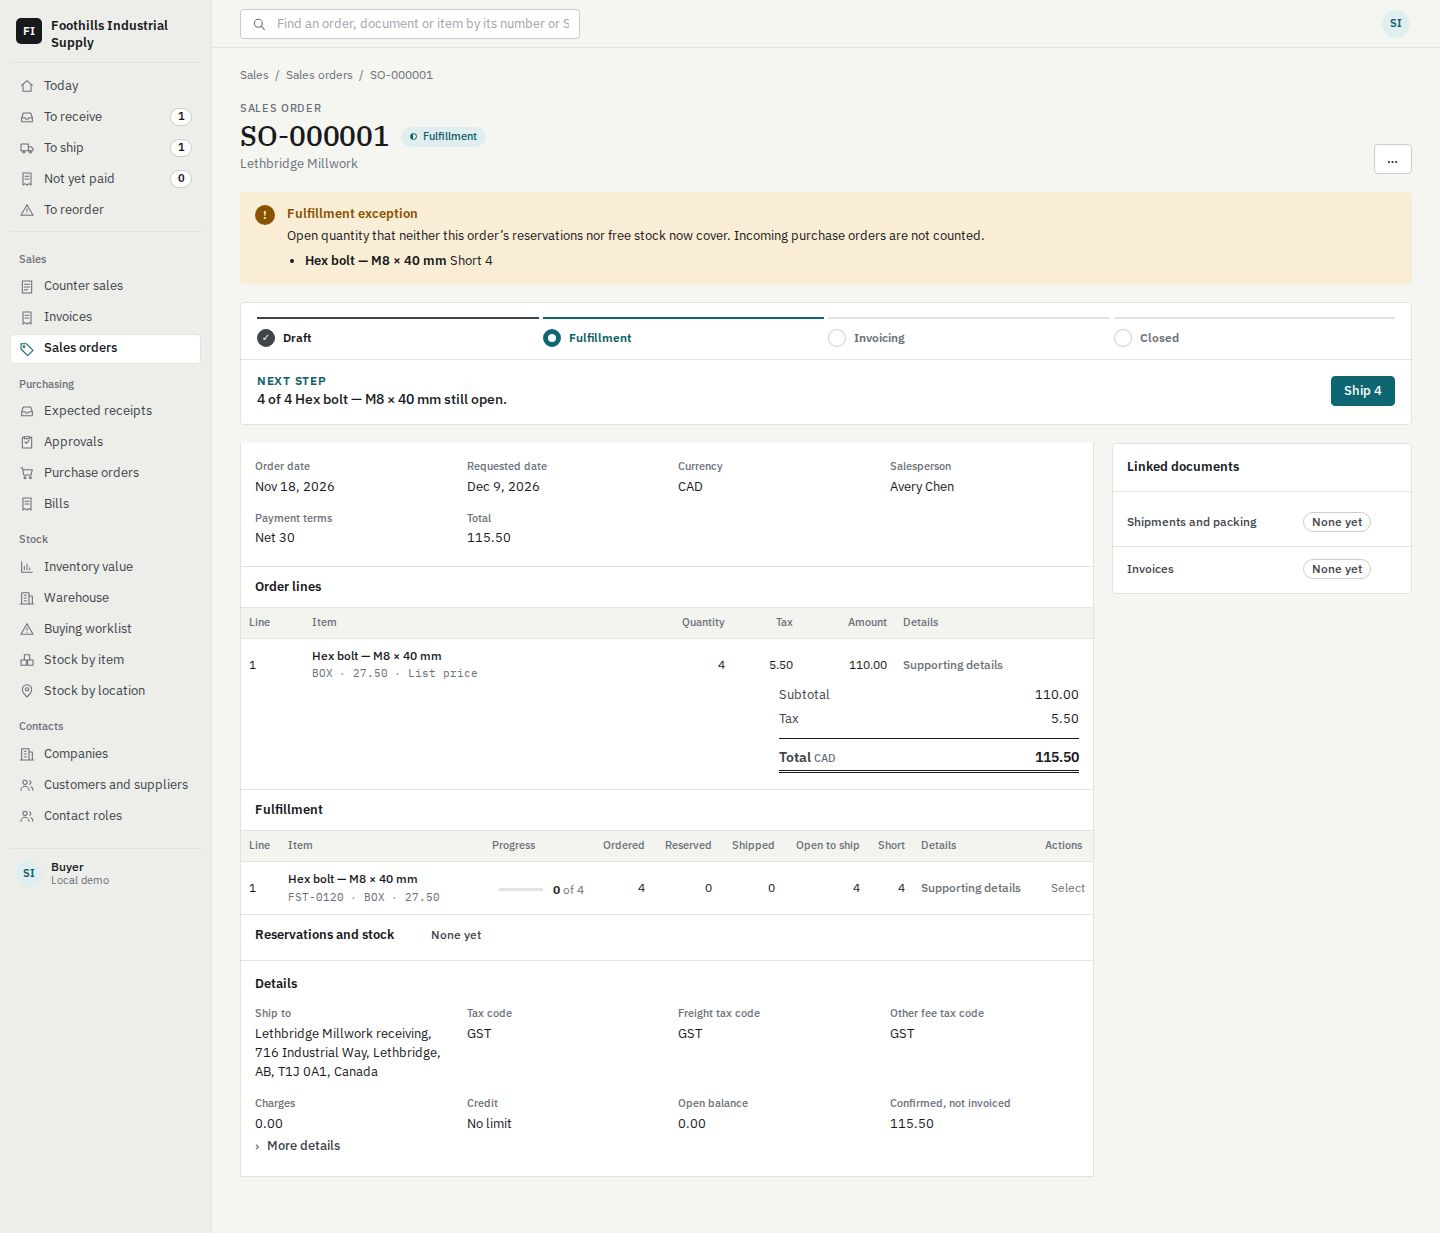 FI
Foothills Industrial
Supply
Today
To receive 1
To ship 1
Not yet paid 0
To reorder
Sales
Counter sales
Invoices
Sales orders
Purchasing
Expected receipts
Approvals
Purchase orders
Bills
Stock
Inventory value
Warehouse
Buying worklist
Stock by item
Stock by location
Contacts
Companies
Customers and suppliers
Contact roles
SI
Buyer
Local demo
Find an order, document or item by its number or S
SI
Sales / Sales orders / SO-000001
SALES ORDER
SO-000001 Fulfillment
Lethbridge Millwork
...
! Fulfillment exception
Open quantity that neither this order’s reservations nor free stock now cover. Incoming purchase orders are not counted.
• Hex bolt — M8 × 40 mm Short 4
✓ Draft Fulfillment Invoicing Closed
NEXT STEP
4 of 4 Hex bolt — M8 × 40 mm still open.
Ship 4
Order date Requested date Currency Salesperson
Nov 18, 2026 Dec 9, 2026 CAD Avery Chen
Payment terms Total
Net 30 115.50
Order lines
Line Item Quantity Tax Amount Details
1 Hex bolt — M8 × 40 mm 4 5.50 110.00 Supporting details
BOX · 27.50 · List price
Subtotal 110.00
Tax 5.50
Total CAD 115.50
Fulfillment
Line Item Progress Ordered Reserved Shipped Open to ship Short Details Actions
1 Hex bolt — M8 × 40 mm 0 of 4 4 0 0 4 4 Supporting details Select
FST-0120 · BOX · 27.50
Reservations and stock None yet
Details
Ship to Tax code Freight tax code Other fee tax code
Lethbridge Millwork receiving, GST GST GST
716 Industrial Way, Lethbridge,
AB, T1J 0A1, Canada
Charges Credit Open balance Confirmed, not invoiced
0.00 No limit 0.00 115.50
› More details
Linked documents
Shipments and packing None yet
Invoices None yet